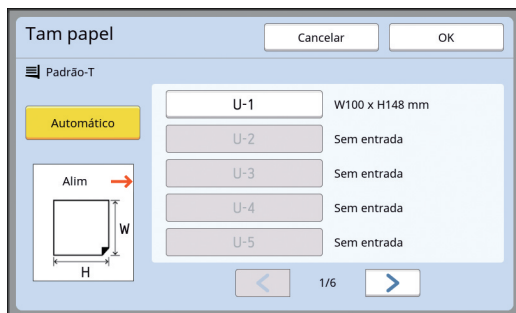 Tam papel
Cancelar
OK
Padrão-T
Automático
U-1
W100 x H148 mm
U-2
Sem entrada
U-3
Sem entrada
U-4
Sem entrada
U-5
Sem entrada
Alim
W
H
1/6